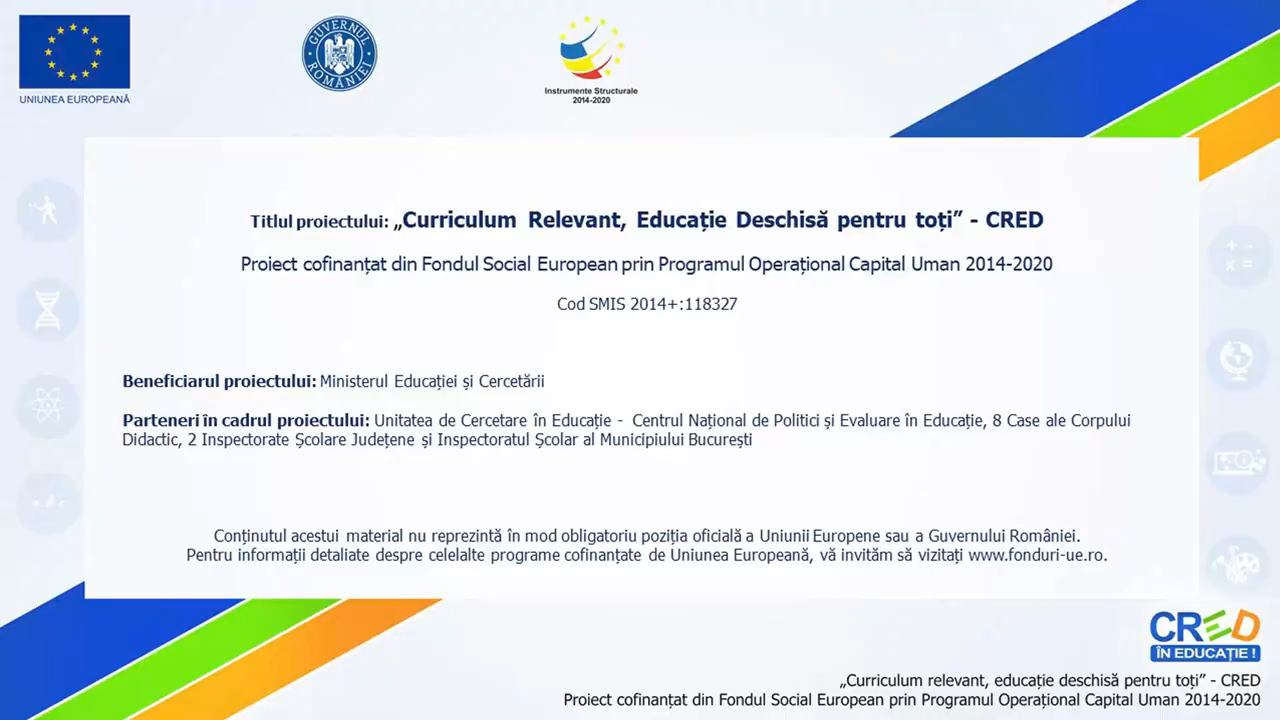 UNIUNEA EUROPEANĂ
GUVERNUL ROMÂNIEI
Instrumente Structurale
2014-2020
Titlul proiectului: „Curriculum Relevant, Educație Deschisă pentru toți” - CRED
Proiect cofinanțat din Fondul Social European prin Programul Operațional Capital Uman 2014-2020
Cod SMIS 2014+:118327
Beneficiarul proiectului: Ministerul Educației și Cercetării
Parteneri în cadrul proiectului: Unitatea de Cercetare în Educație - Centrul Național de Politici și Evaluare în Educație, 8 Case ale Corpului
Didactic, 2 Inspectorate Școlare Județene și Inspectoratul Școlar al Municipiului București
Conținutul acestui material nu reprezintă în mod obligatoriu poziția oficială a Uniunii Europene sau a Guvernului României.
Pentru informații detaliate despre celelalte programe cofinanțate de Uniunea Europeană, vă invităm să vizitați www.fonduri-ue.ro.
CRED
ÎN EDUCAȚIE !
„Curriculum relevant, educație deschisă pentru toți” - CRED
Proiect cofinanțat din Fondul Social European prin Programul Operațional Capital Uman 2014-2020